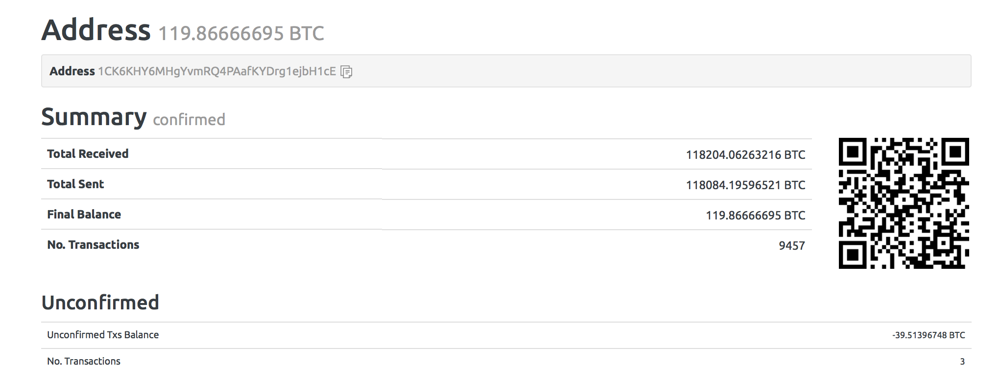 Address 119.86666695 BTC
Address 1CK6KHY6MHgYvmRQ4PAafKYDrg1ejbH1cE
Summary confirmed
Total Received 118204.06263216 BTC
Total Sent 118084.19596521 BTC
Final Balance 119.86666695 BTC
No. Transactions 9457
Unconfirmed
Unconfirmed Txs Balance -39.51396748 BTC
No. Transactions 3